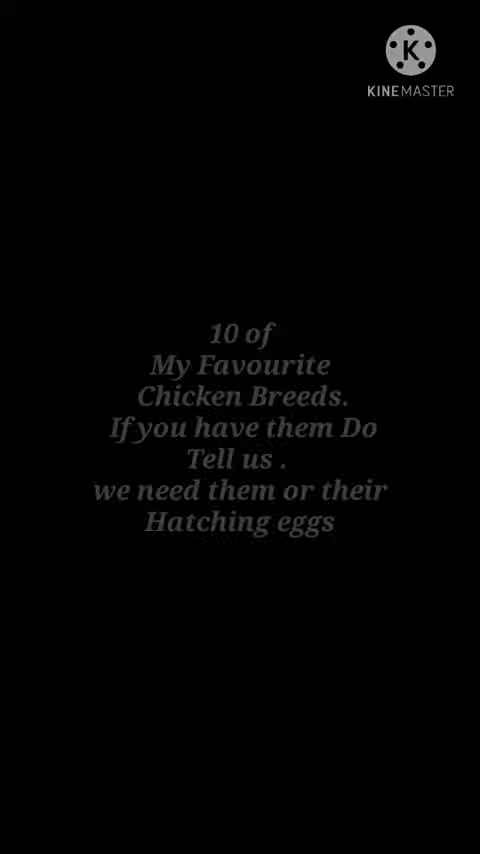 K
KINEMASTER
10 of
My Favourite
Chicken Breeds.
If you have them Do
Tell us .
we need them or their
Hatching eggs